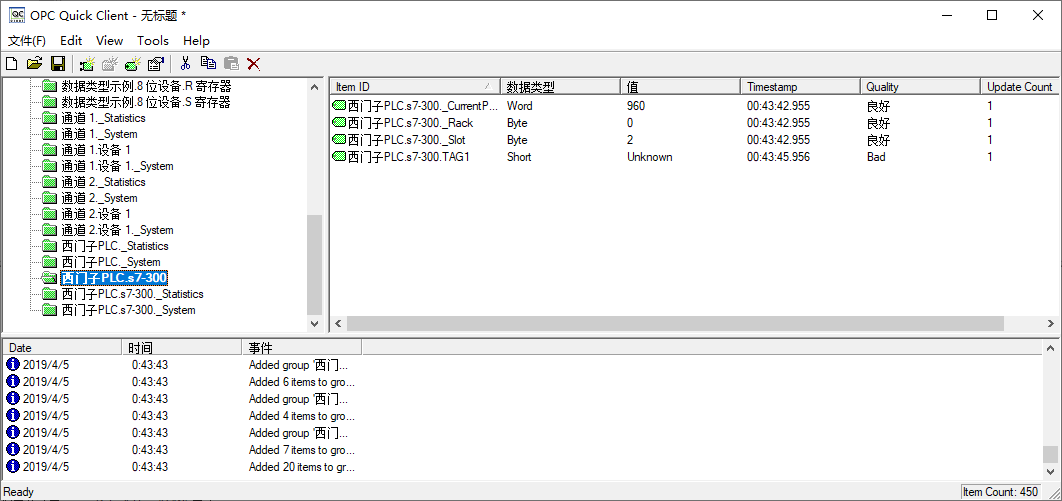 QC
OPC Quick Client - 无标题 *
文件(F) Edit View Tools Help
数据类型示例.8 位设备.R 寄存器
数据类型示例.8 位设备.S 寄存器
通道 1._Statistics
通道 1._System
通道 1.设备 1
通道 1.设备 1._System
通道 2._Statistics
通道 2._System
通道 2.设备 1
通道 2.设备 1._System
西门子PLC._Statistics
西门子PLC._System
西门子PLC.s7-300
西门子PLC.s7-300._Statistics
西门子PLC.s7-300._System
Item ID 数据类型 值 Timestamp Quality Update Count
西门子PLC.s7-300._CurrentP... Word 960 00:43:42.955 良好 1
西门子PLC.s7-300._Rack Byte 0 00:43:42.955 良好 1
西门子PLC.s7-300._Slot Byte 2 00:43:42.955 良好 1
西门子PLC.s7-300.TAG1 Short Unknown 00:43:45.956 Bad 1
Date 时间 事件
2019/4/5 0:43:43 Added group '西门...
2019/4/5 0:43:43 Added 6 items to gro...
2019/4/5 0:43:43 Added group '西门...
2019/4/5 0:43:43 Added 4 items to gro...
2019/4/5 0:43:43 Added group '西门...
2019/4/5 0:43:43 Added 7 items to gro...
2019/4/5 0:43:43 Added 20 items to gr...
Ready Item Count: 450